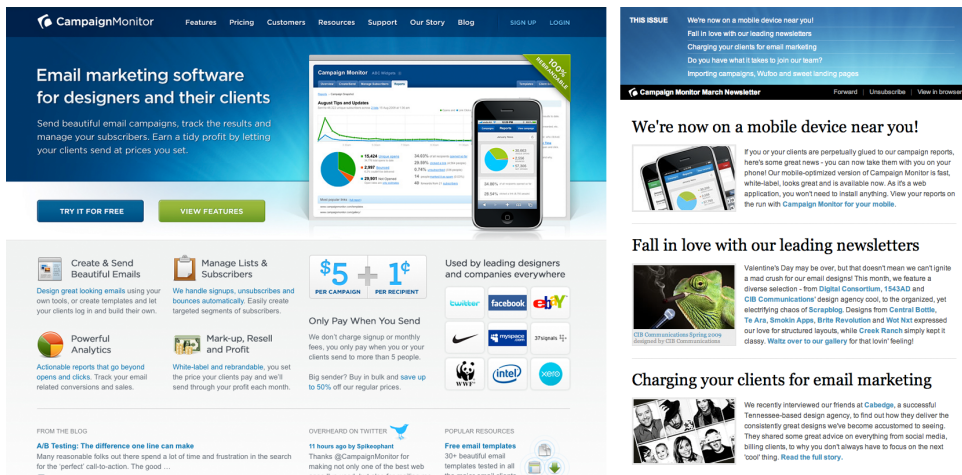 CampaignMonitor
Features Pricing Customers Resources Support Our Story Blog SIGN UP LOGIN
Email marketing software
for designers and their clients
Send beautiful email campaigns, track the results and
manage your subscribers. Earn a tidy profit by letting
your clients send at prices you set.
TRY IT FOR FREE
VIEW FEATURES
100%
REBRANDABLE
Campaign Monitor
Reports
August Tips and Updates
15,424
2,997
29,901
34.03%
29.89%
0.74%
14
48
Create & Send
Beautiful Emails
Design great looking emails using your
own tools, or create templates and let
your clients log in and build their own.
Manage Lists &
Subscribers
We handle signups, unsubscribes and
bounces automatically. Easily create
targeted segments of subscribers.
Powerful
Analytics
Actionable reports that go beyond
opens and clicks. Track your email
related conversions and sales.
Mark-up, Resell
and Profit
White-label and rebrandable, you set
the price your clients pay and we'll
send through your profit each month.
$5 + 1¢
PER CAMPAIGN PER RECIPIENT
Only Pay When You Send
We don't charge signup or monthly
fees, you only pay when you or your
clients send to more than 5 people.
Big sender? Buy in bulk and save up
to 50% off our regular prices.
Used by leading designers
and companies everywhere
twitter facebook ebY
myspace.com 37signals
WWF intel xero
FROM THE BLOG
A/B Testing: The difference one line can make
Many reasonable folks out there spend a lot of time and frustration in the search
for the 'perfect' call-to-action. The good ...
OVERHEARD ON TWITTER
11 hours ago by Spikeophant
Thanks @CampaignMonitor for
making not only one of the best web
POPULAR RESOURCES
Free email templates
30+ beautiful email
templates tested in all
THIS ISSUE
We're now on a mobile device near you!
Fall in love with our leading newsletters
Charging your clients for email marketing
Do you have what it takes to join our team?
Importing campaigns, Wufoo and sweet landing pages
Campaign Monitor March Newsletter
Forward | Unsubscribe | View in browser
We're now on a mobile device near you!
If you or your clients are perpetually glued to our campaign reports,
here's some great news - you can now take them with you on your
phone! Our mobile-optimized version of Campaign Monitor is fast,
white-label, looks great and is available now. As it's a web
application, you won't need to install anything. View your reports on
the run with Campaign Monitor for your mobile.
Fall in love with our leading newsletters
CIB Communications Spring 2009
designed by CIB Communications
Valentine's Day may be over, but that doesn't mean we can't ignite
a mad crush for our email designs! This month, we feature a
diverse selection - from Digital Consortium, 1543AD and
CIB Communications' design agency cool, to the organized, yet
electrifying chaos of Scrapblog. Designs from Central Bottle,
Te Ara, Smokin Apps, Brite Revolution and Wot Nxt expressed
our love for structured layouts, while Creek Ranch simply kept it
classy. Waltz over to our gallery for that lovin' feeling!
Charging your clients for email marketing
We recently interviewed our friends at Cabedge, a successful
Tennessee-based design agency, to find out how they deliver the
consistently great designs we've become accustomed to seeing.
They shared some great advice on everything from social media,
billing clients, to why you don't always have to focus on the next
'cool' thing. Read the full story.